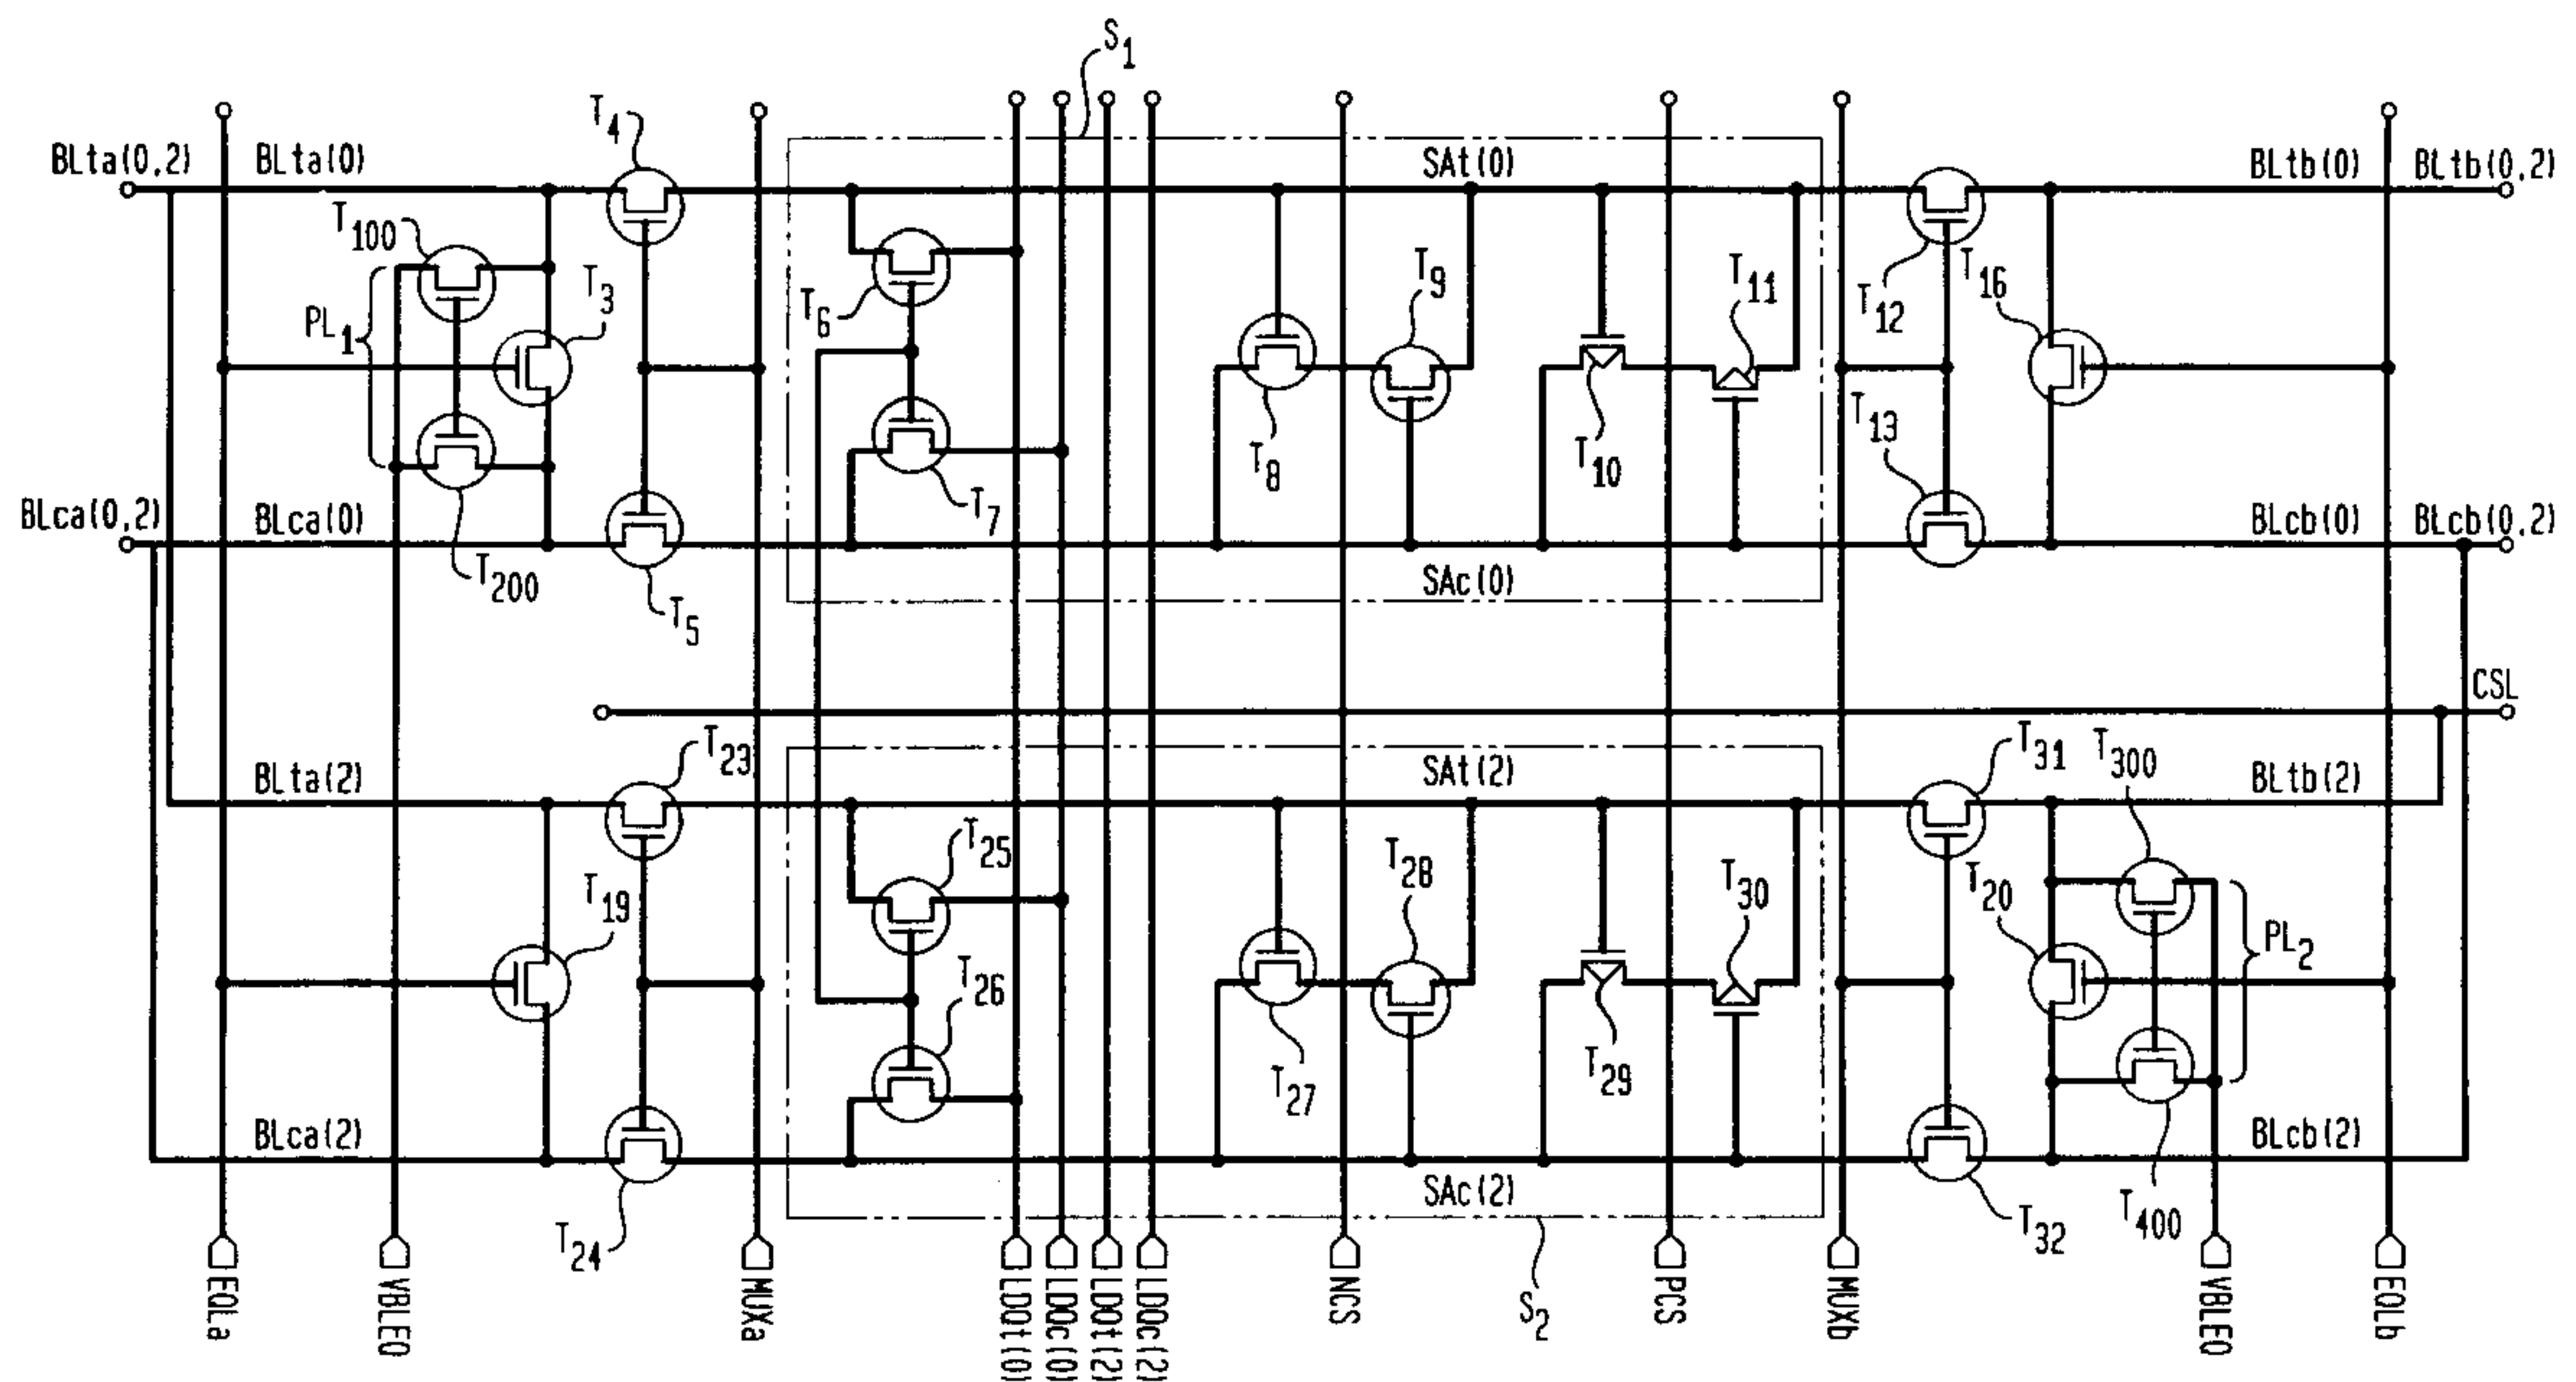 S1
T4
BLta(0,2)
BLta(0)
SAt(0)
BLtb(0)
BLtb(0,2)
T100
T3
PL1
T6
T9
T11
T12
T16
T8
T10
T13
T7
BLca(0,2)
BLca(0)
T200
T5
SAc(0)
BLcb(0)
BLcb(0,2)
CSL
T23
BLta(2)
SAt(2)
T31
T300
BLtb(2)
T25
T28
T30
T20
T19
PL2
T26
T27
T29
BLca(2)
BLcb(2)
T24
SAc(2)
T32
T400
S2
EQLa
VBLEQ
MUXa
LDQt(0)
LDQc(0)
LDQt(2)
LDQc(2)
NCS
PCS
MUXb
VBLEQ
EQLb